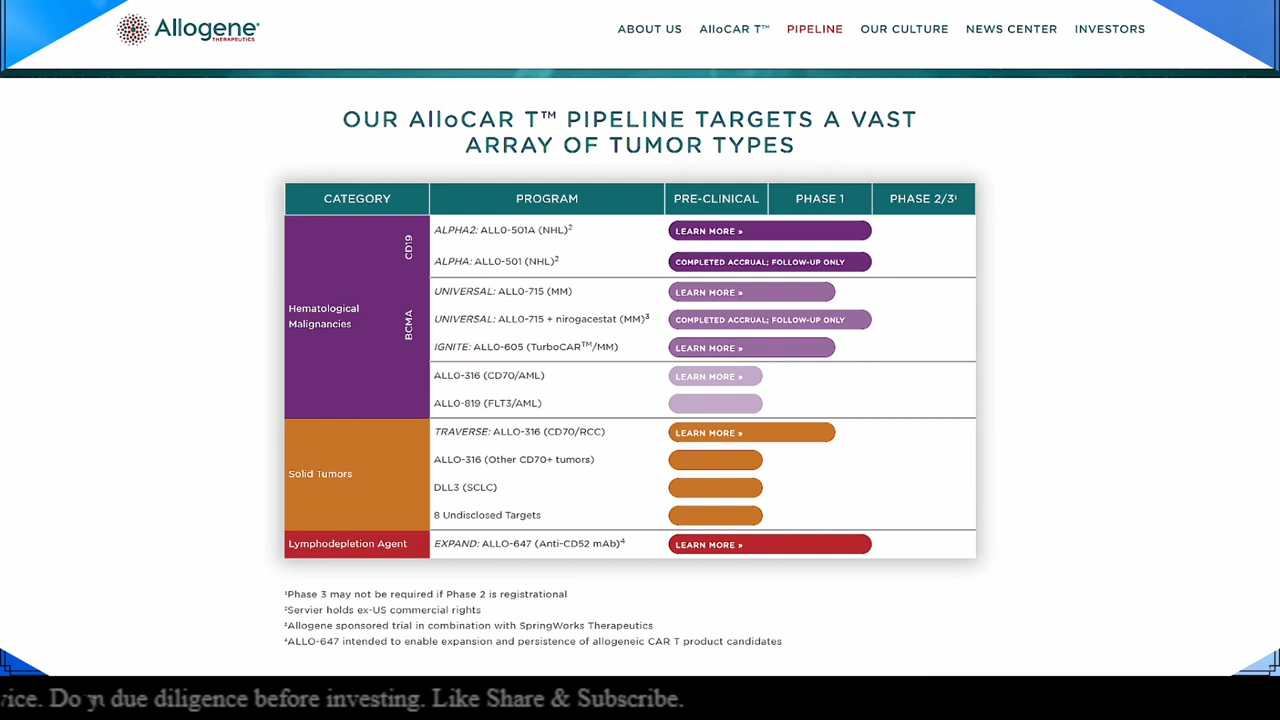 Allogene
THERAPEUTICS
ABOUT US AlloCAR T™ PIPELINE OUR CULTURE NEWS CENTER INVESTORS
OUR AlloCAR T™ PIPELINE TARGETS A VAST
ARRAY OF TUMOR TYPES
CATEGORY PROGRAM PRE-CLINICAL PHASE 1 PHASE 2/3¹
Hematological
Malignancies
CD19
ALPHA2: ALLO-501A (NHL)² LEARN MORE »
ALPHA: ALLO-501 (NHL)² COMPLETED ACCRUAL; FOLLOW-UP ONLY
BCMA
UNIVERSAL: ALLO-715 (MM) LEARN MORE »
UNIVERSAL: ALLO-715 + nirogacestat (MM)³ COMPLETED ACCRUAL; FOLLOW-UP ONLY
IGNITE: ALLO-605 (TurboCAR™/MM) LEARN MORE »
ALLO-316 (CD70/AML) LEARN MORE »
ALLO-819 (FLT3/AML)
Solid Tumors
TRAVERSE: ALLO-316 (CD70/RCC) LEARN MORE »
ALLO-316 (Other CD70+ tumors)
DLL3 (SCLC)
8 Undisclosed Targets
Lymphodepletion Agent EXPAND: ALLO-647 (Anti-CD52 mAb)⁴ LEARN MORE »
¹Phase 3 may not be required if Phase 2 is registrational
²Servier holds ex-US commercial rights
³Allogene sponsored trial in combination with SpringWorks Therapeutics
⁴ALLO-647 intended to enable expansion and persistence of allogeneic CAR T product candidates
vice. Do due diligence before investing. Like Share & Subscribe.